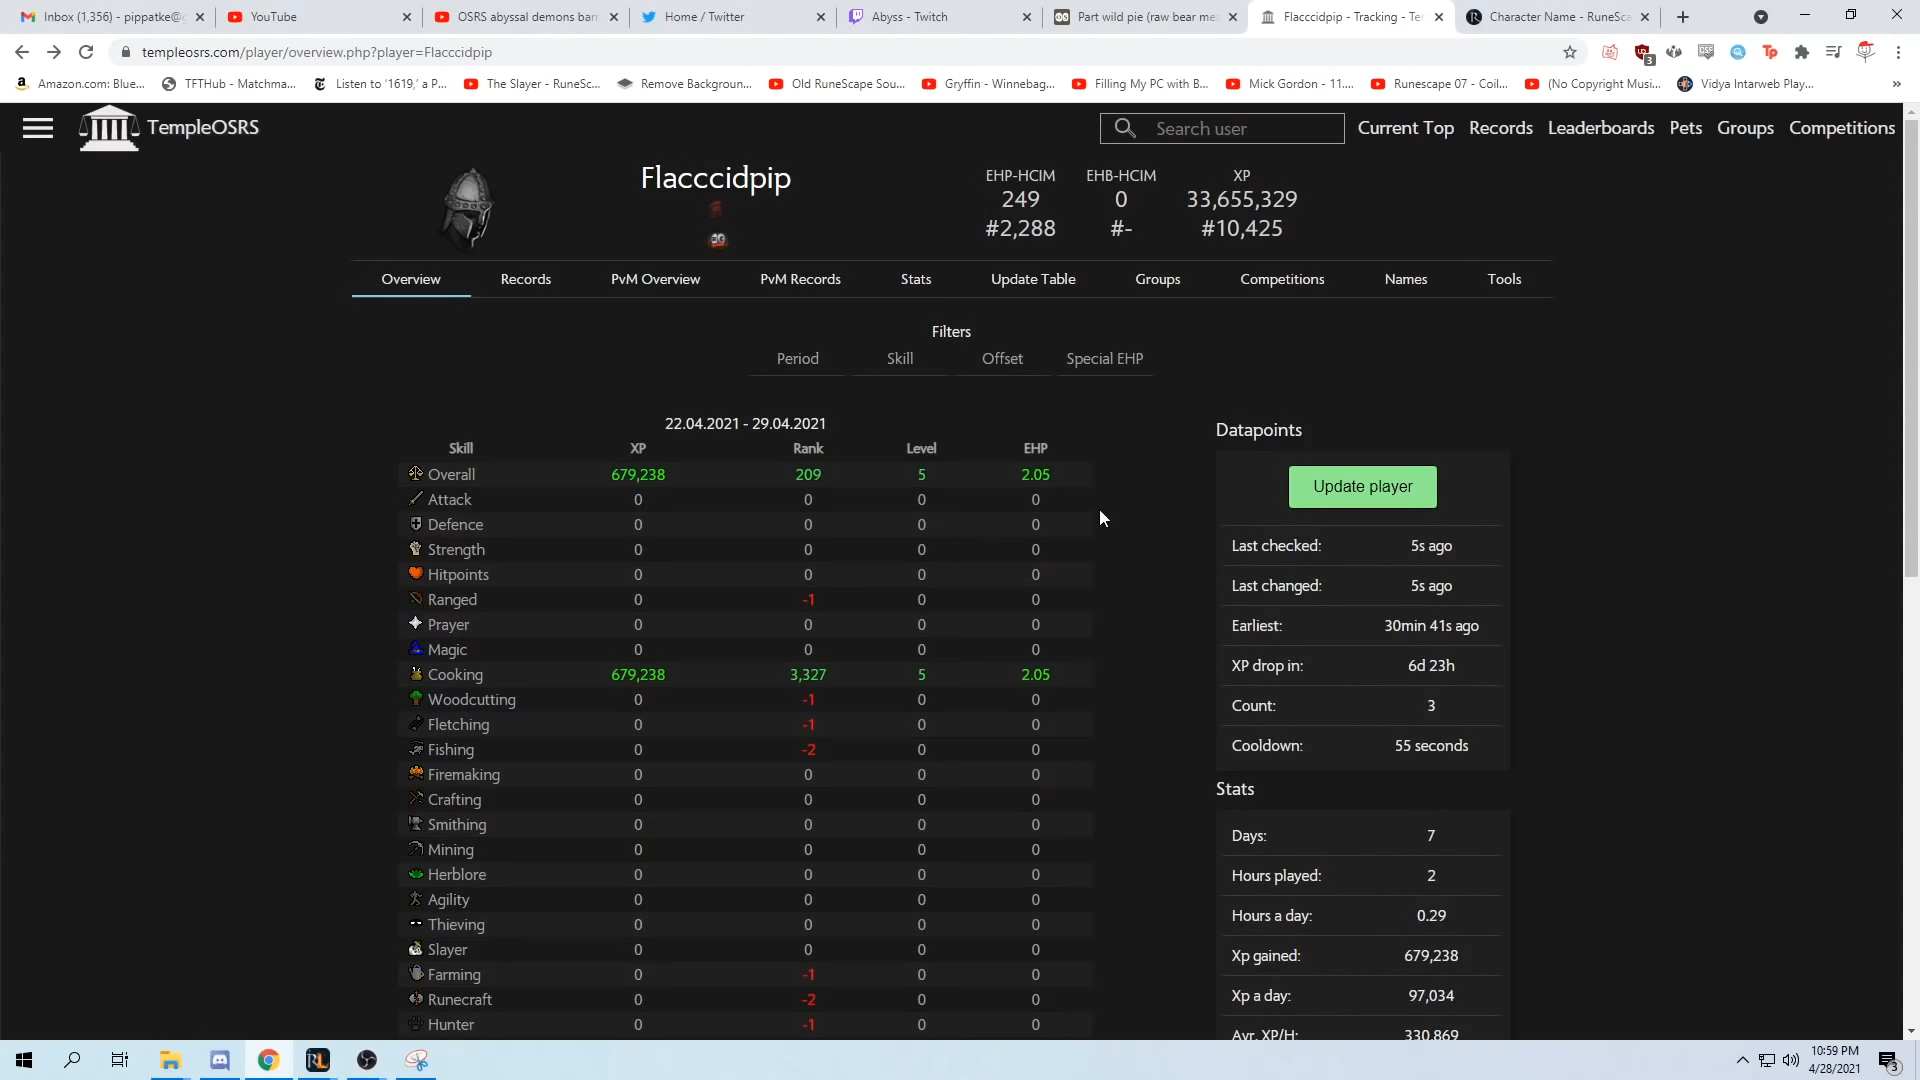 Inbox (1,356) - pippatke@g
YouTube
OSRS abyssal demons barr
Home / Twitter
Abyss - Twitch
Part wild pie (raw bear me
Flacccidpip - Tracking - Te
Character Name - RuneSca
templeosrs.com/player/overview.php?player=Flacccidpip
3
Amazon.com: Blue...
TFTHub - Matchma...
Listen to '1619,' a P...
The Slayer - RuneSc...
Remove Backgroun...
Old RuneScape Sou...
Gryffin - Winnebag...
Filling My PC with B...
Mick Gordon - 11....
Runescape 07 - Coil...
(No Copyright Musi...
Vidya Intarweb Play...
»
TempleOSRS
Search user
Current Top Records Leaderboards Pets Groups Competitions
Flacccidpip
EHP-HCIM EHB-HCIM XP
249 0 33,655,329
#2,288 #- #10,425
Overview Records PvM Overview PvM Records Stats Update Table Groups Competitions Names Tools
Filters
Period Skill Offset Special EHP
22.04.2021 - 29.04.2021
Skill XP Rank Level EHP
Overall 679,238 209 5 2.05
Attack 0 0 0 0
Defence 0 0 0 0
Strength 0 0 0 0
Hitpoints 0 0 0 0
Ranged 0 -1 0 0
Prayer 0 0 0 0
Magic 0 0 0 0
Cooking 679,238 3,327 5 2.05
Woodcutting 0 -1 0 0
Fletching 0 -1 0 0
Fishing 0 -2 0 0
Firemaking 0 0 0 0
Crafting 0 0 0 0
Smithing 0 0 0 0
Mining 0 0 0 0
Herblore 0 0 0 0
Agility 0 0 0 0
Thieving 0 0 0 0
Slayer 0 0 0 0
Farming 0 -1 0 0
Runecraft 0 -2 0 0
Hunter 0 -1 0 0
Datapoints
Update player
Last checked: 5s ago
Last changed: 5s ago
Earliest: 30min 41s ago
XP drop in: 6d 23h
Count: 3
Cooldown: 55 seconds
Stats
Days: 7
Hours played: 2
Hours a day: 0.29
Xp gained: 679,238
Xp a day: 97,034
Avr. XP/H: 330,869
10:59 PM
4/28/2021
3